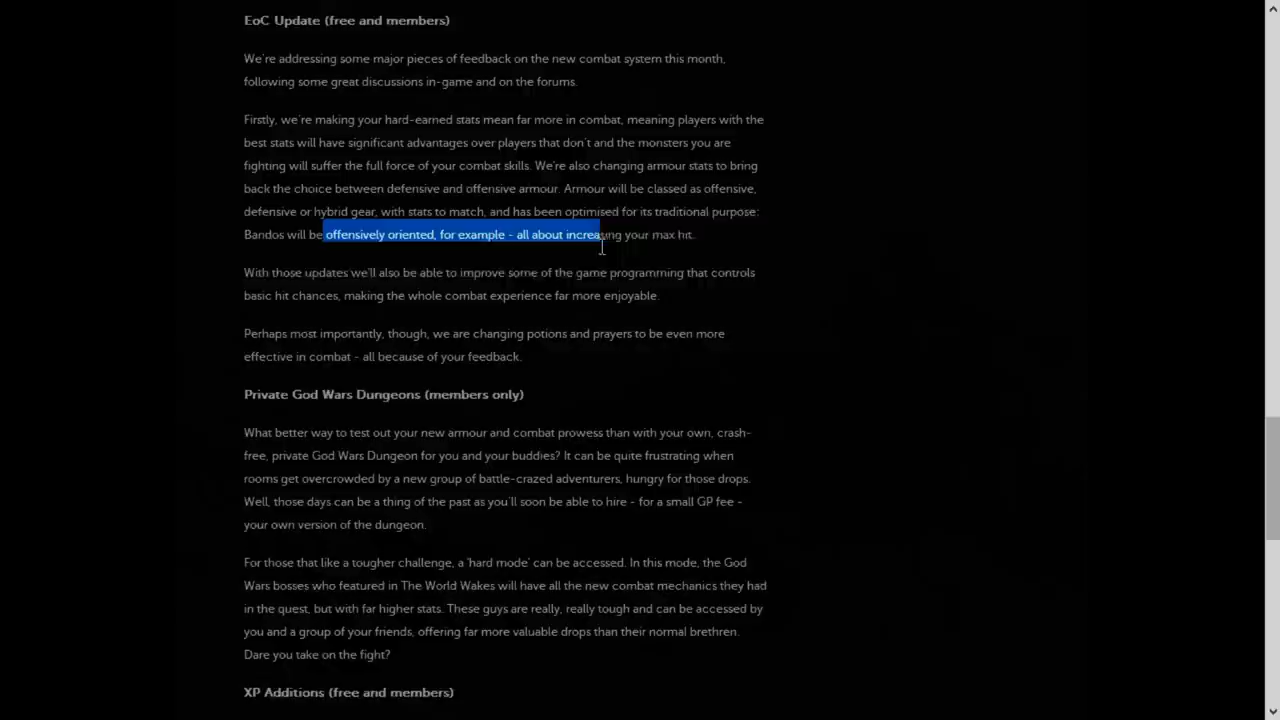 EoC Update (free and members)
We're addressing some major pieces of feedback on the new combat system this month,
following some great discussions in-game and on the forums.
Firstly, we're making your hard-earned stats mean far more in combat, meaning players with the
best stats will have significant advantages over players that don't and the monsters you are
fighting will suffer the full force of your combat skills. We're also changing armour stats to bring
back the choice between defensive and offensive armour. Armour will be classed as offensive,
defensive or hybrid gear, with stats to match, and has been optimised for its traditional purpose:
Bandos will be offensively oriented, for example - all about increasing your max hit.
With those updates we'll also be able to improve some of the game programming that controls
basic hit chances, making the whole combat experience far more enjoyable.
Perhaps most importantly, though, we are changing potions and prayers to be even more
effective in combat - all because of your feedback.
Private God Wars Dungeons (members only)
What better way to test out your new armour and combat prowess than with your own, crash-
free, private God Wars Dungeon for you and your buddies? It can be quite frustrating when
rooms get overcrowded by a new group of battle-crazed adventurers, hungry for those drops.
Well, those days can be a thing of the past as you'll soon be able to hire - for a small GP fee -
your own version of the dungeon.
For those that like a tougher challenge, a 'hard mode' can be accessed. In this mode, the God
Wars bosses who featured in The World Wakes will have all the new combat mechanics they had
in the quest, but with far higher stats. These guys are really, really tough and can be accessed by
you and a group of your friends, offering far more valuable drops than their normal brethren.
Dare you take on the fight?
XP Additions (free and members)